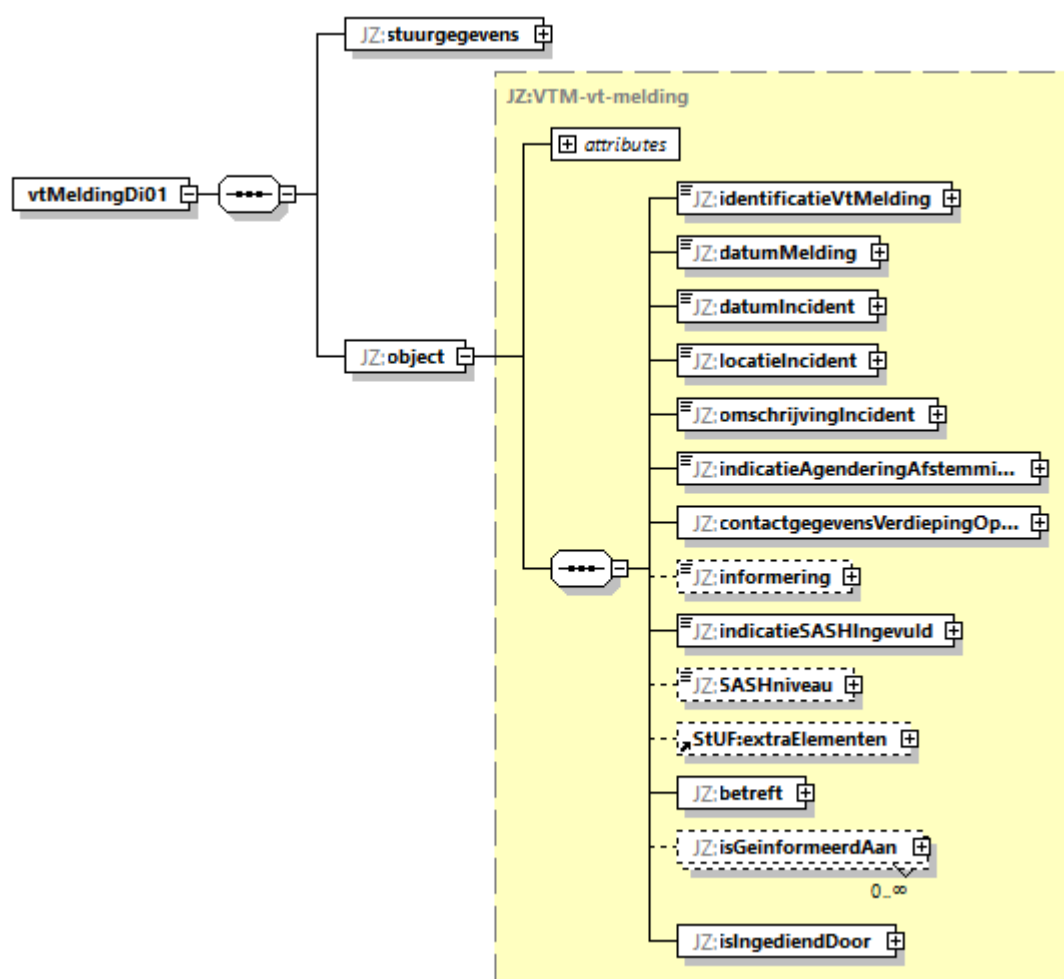 JZ:stuurgegevens
JZ:VTM-vt-melding
attributes
vtMeldingDi01
JZ:identificatieVtMelding
JZ:datumMelding
JZ:datumIncident
JZ:object
JZ:locatieIncident
JZ:omschrijvingIncident
JZ:indicatieAgenderingAfstemmi...
JZ:contactgegevensVerdiepingOp...
JZ:informering
JZ:indicatieSASHIngevuld
JZ:SASHniveau
StUF:extraElementen
JZ:betreft
JZ:isGeinformeerdAan
0..∞
JZ:isIngediendDoor